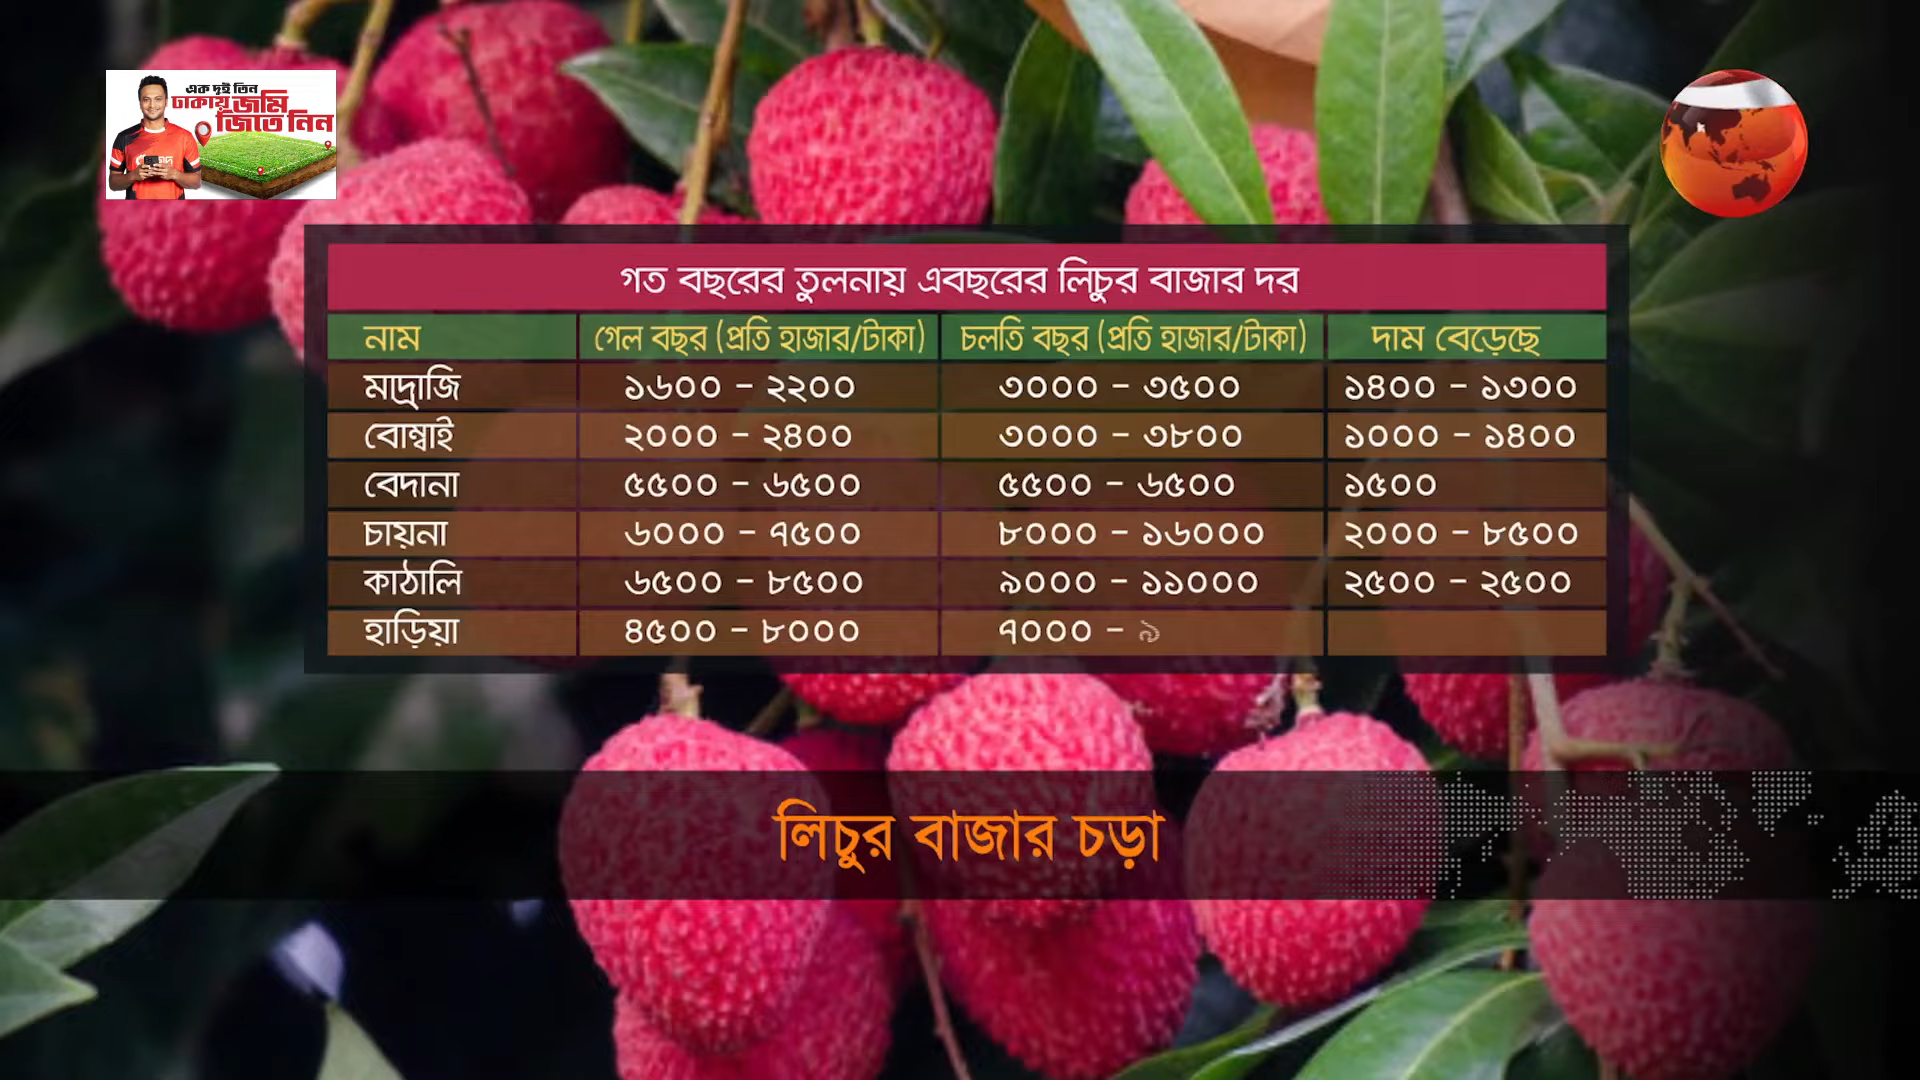 এক দুই তিন
ঢাকায় জমি
জিতে নিন
গত বছরের তুলনায় এবছরের লিচুর বাজার দর
নাম গেল বছর (প্রতি হাজার/টাকা) চলতি বছর (প্রতি হাজার/টাকা) দাম বেড়েছে
মাদ্রাজি ১৬০০ - ২২০০ ৩০০০ - ৩৫০০ ১৪০০ - ১৩০০
বোম্বাই ২০০০ - ২৪০০ ৩০০০ - ৩৮০০ ১০০০ - ১৪০০
বেদানা ৫৫০০ - ৬৫০০ ৫৫০০ - ৬৫০০ ১৫০০
চায়না ৬০০০ - ৭৫০০ ৮০০০ - ১৬০০০ ২০০০ - ৮৫০০
কাঠালি ৬৫০০ - ৮৫০০ ৯০০০ - ১১০০০ ২৫০০ - ২৫০০
হাড়িয়া ৪৫০০ - ৮০০০ ৭০০০ - ৯
লিচুর বাজার চড়া